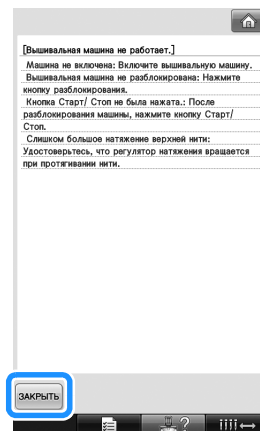 [Вышивальная машина не работает.]
Машина не включена: Включите вышивальную машину.
Вышивальная машина не разблокирована: Нажмите
кнопку разблокирования.
Кнопка Старт/ Стоп не была нажата.: После
разблокирования машины, нажмите кнопку Старт/
Стоп.
Слишком большое натяжение верхней нити:
Удостоверьтесь, что регулятор натяжения вращается
при протягивании нити.
ЗАКРЫТЬ
?